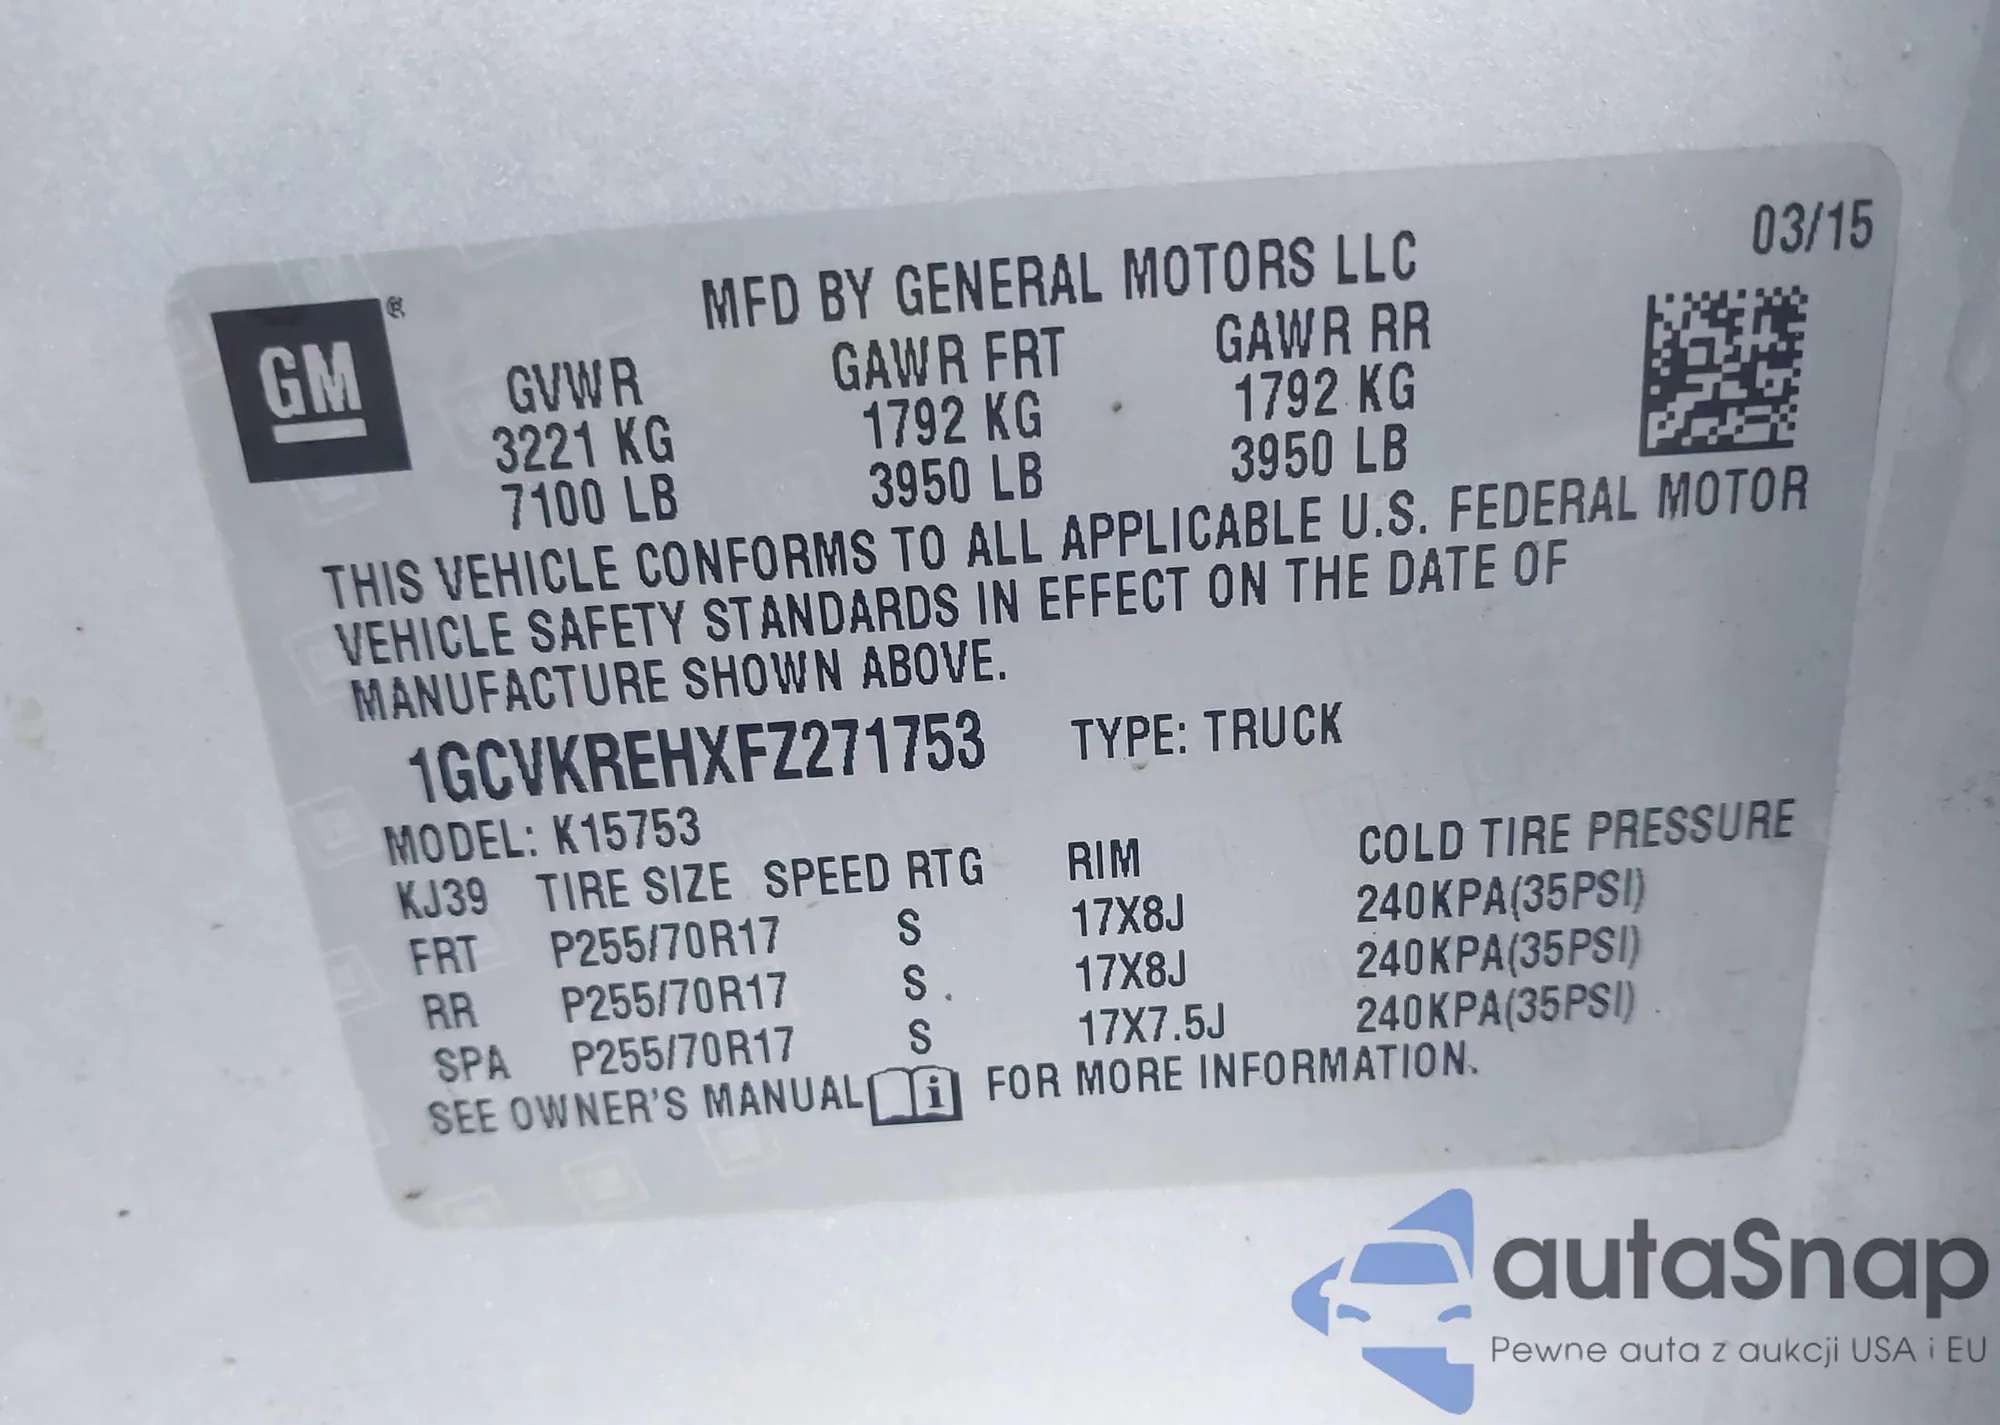 03/15
MFD BY GENERAL MOTORS LLC
GM ®
GVWR GAWR FRT GAWR RR
3221 KG 1792 KG 1792 KG
7100 LB 3950 LB 3950 LB
THIS VEHICLE CONFORMS TO ALL APPLICABLE U.S. FEDERAL MOTOR
VEHICLE SAFETY STANDARDS IN EFFECT ON THE DATE OF
MANUFACTURE SHOWN ABOVE.
1GCVKREHXFZ271753 TYPE: TRUCK
MODEL: K15753
KJ39 TIRE SIZE SPEED RTG RIM COLD TIRE PRESSURE
FRT P255/70R17 S 17X8J 240KPA(35PSI)
RR P255/70R17 S 17X8J 240KPA(35PSI)
SPA P255/70R17 S 17X7.5J 240KPA(35PSI)
SEE OWNER'S MANUAL i FOR MORE INFORMATION.
autaSnap
Pewne auta z aukcji USA i EU